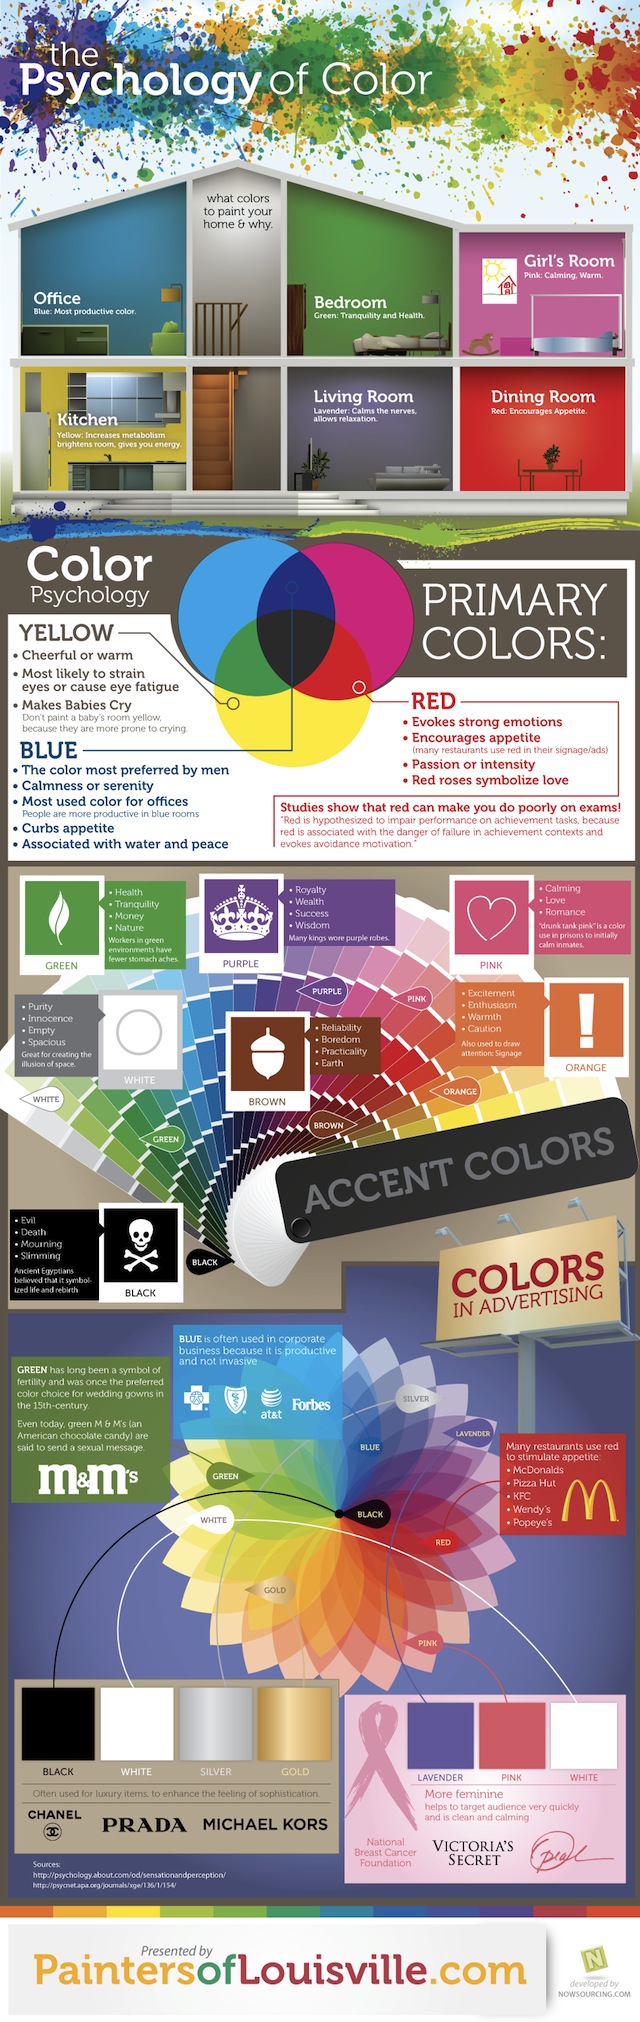 the
Psychology of Color
what colors
to paint your
home & why.
Office
Blue: Most productive color.
Bedroom
Green: Tranquility and Health.
Girl's Room
Pink: Calming, Warm.
Kitchen
Yellow: Increases metabolism
brightens room, gives you energy.
Living Room
Lavender: Calms the nerves,
allows relaxation.
Dining Room
Red: Encourages Appetite.
Color
Psychology
PRIMARY
COLORS:
YELLOW
• Cheerful or warm
• Most likely to strain
eyes or cause eye fatigue
• Makes Babies Cry
Don't paint a baby's room yellow,
because they are more prone to crying.
BLUE
• The color most preferred by men
• Calmness or serenity
• Most used color for offices
People are more productive in blue rooms
• Curbs appetite
• Associated with water and peace
RED
• Evokes strong emotions
• Encourages appetite
(many restaurants use red in their signage/ads)
• Passion or intensity
• Red roses symbolize love
Studies show that red can make you do poorly on exams!
"Red is hypothesized to impair performance on achievement tasks, because
red is associated with the danger of failure in achievement contexts and
evokes avoidance motivation."
GREEN
• Health
• Tranquility
• Money
• Nature
Workers in green
environments have
fewer stomach aches.
PURPLE
• Royalty
• Wealth
• Success
• Wisdom
Many kings wore purple robes.
PINK
• Calming
• Love
• Romance
"drunk tank pink" is a color
use in prisons to initially
calm inmates.
• Purity
• Innocence
• Empty
• Spacious
Great for creating the
illusion of space.
WHITE
BROWN
• Reliability
• Boredom
• Practicality
• Earth
• Excitement
• Enthusiasm
• Warmth
• Caution
Also used to draw
attention: Signage
ORANGE
PURPLE
PINK
WHITE
ORANGE
GREEN
BROWN
BLACK
ACCENT COLORS
• Evil
• Death
• Mourning
• Slimming
Ancient Egyptians
believed that it symbol-
ized life and rebirth
BLACK
COLORS
IN ADVERTISING
GREEN has long been a symbol of
fertility and was once the preferred
color choice for wedding gowns in
the 15th-century.
Even today, green M & M's (an
American chocolate candy) are
said to send a sexual message.
m&m's
BLUE is often used in corporate
business because it is productive
and not invasive
at&t
Forbes
SILVER
LAVENDER
BLUE
GREEN
WHITE
BLACK
RED
GOLD
PINK
Many restaurants use red
to stimulate appetite:
• McDonalds
• Pizza Hut
• KFC
• Wendy's
• Popeye's
BLACK
WHITE
SILVER
GOLD
Often used for luxury items, to enhance the feeling of sophistication.
CHANEL
PRADA
MICHAEL KORS
LAVENDER
PINK
WHITE
More feminine
helps to target audience very quickly
and is clean and calming
National
Breast Cancer
Foundation
VICTORIA'S
SECRET
Oprah
Sources:
http://psychology.about.com/od/sensationandperception/
http://psycnet.apa.org/journals/xge/136/1/154/
Presented by
PaintersofLouisville.com
N
developed by
NOWSOURCING.COM